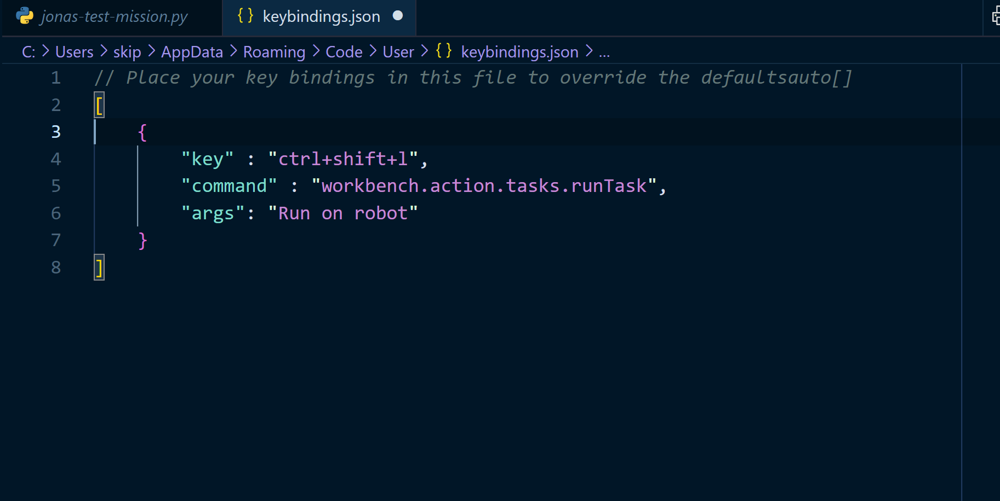 jonas-test-mission.py
{} keybindings.json
C: > Users > skip > AppData > Roaming > Code > User > {} keybindings.json > ...
1 // Place your key bindings in this file to override the defaultsauto[]
2 [
3     {
4         "key" : "ctrl+shift+l",
5         "command" : "workbench.action.tasks.runTask",
6         "args": "Run on robot"
7     }
8 ]